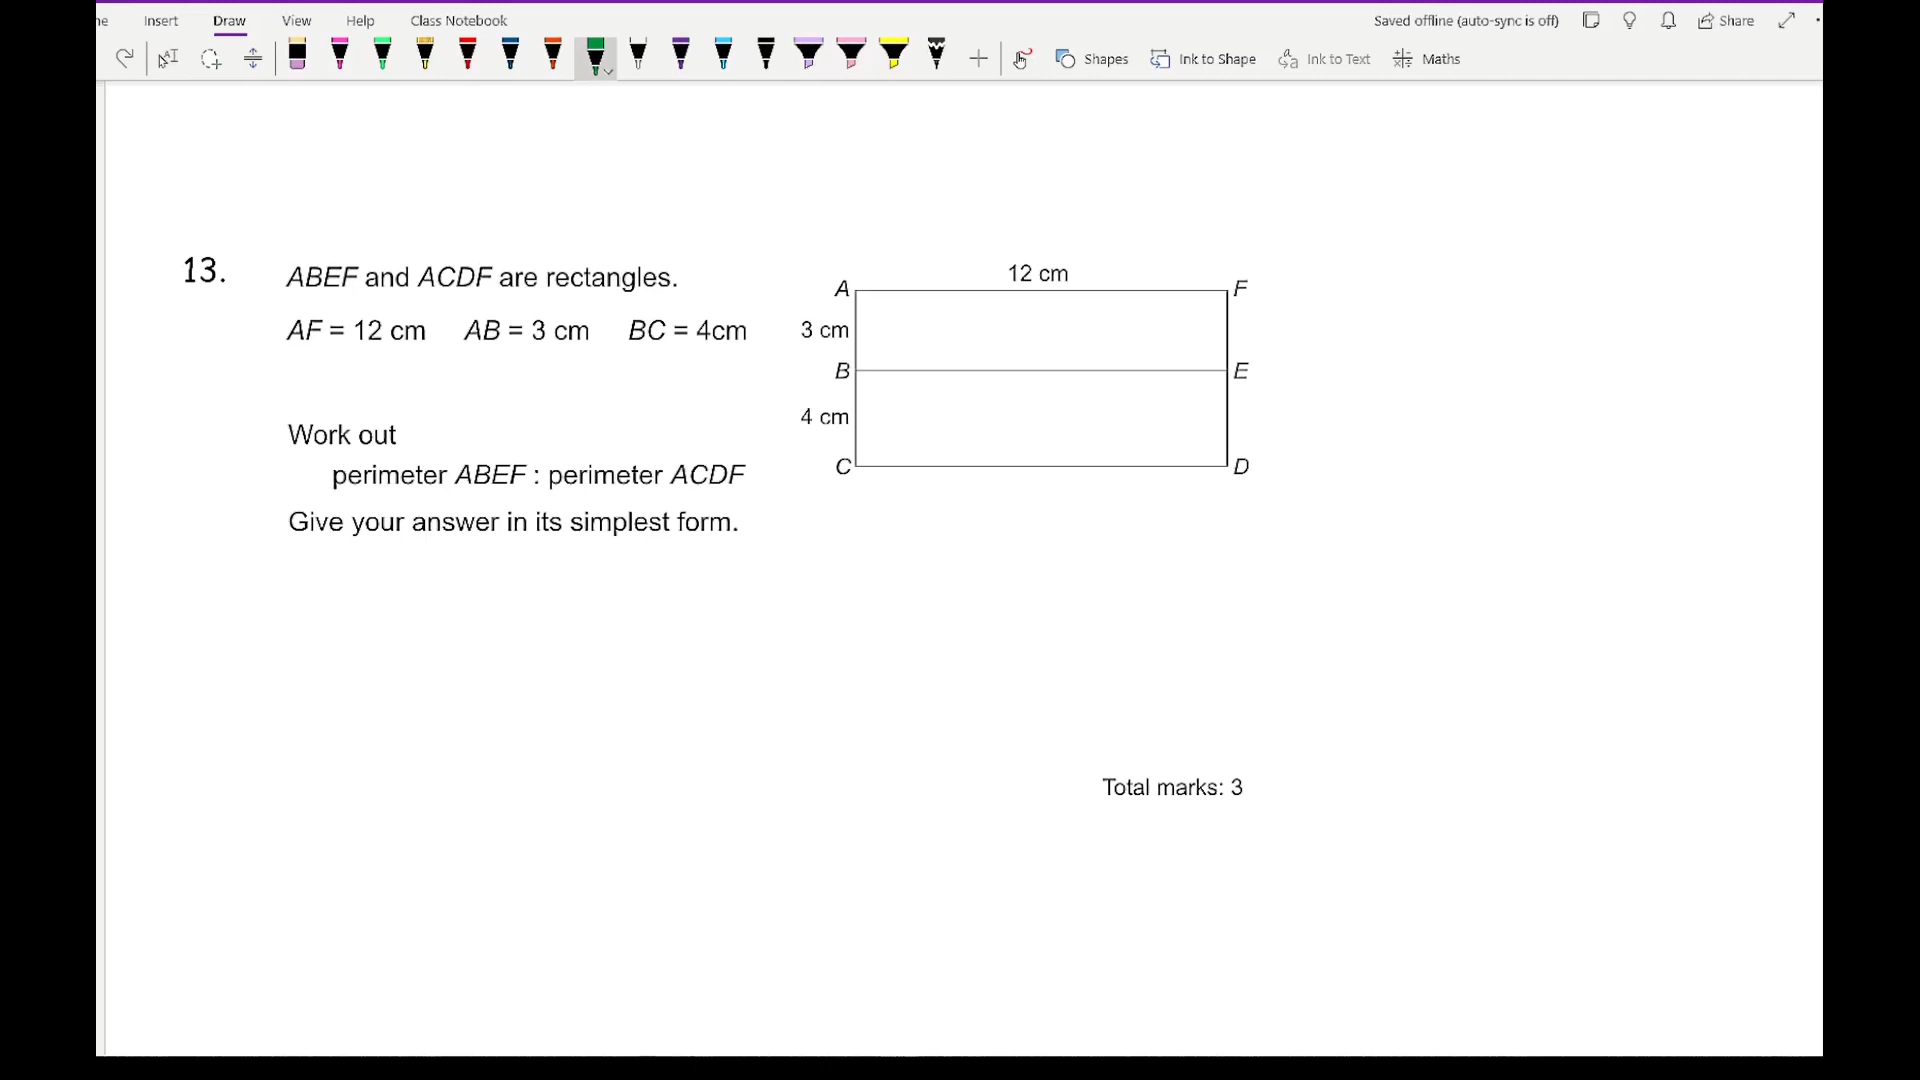 ne Insert Draw View Help Class Notebook Saved offline (auto-sync is off) Share
Shapes Ink to Shape Ink to Text Maths
13. ABEF and ACDF are rectangles.
AF = 12 cm AB = 3 cm BC = 4cm
Work out
perimeter ABEF : perimeter ACDF
Give your answer in its simplest form.
12 cm
A F
3 cm
B E
4 cm
C D
Total marks: 3